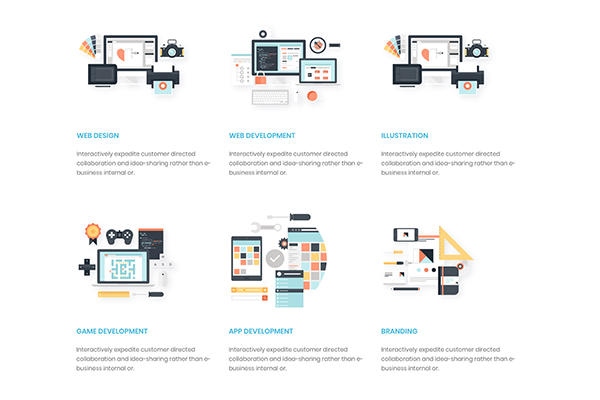 WEB DESIGN
Interactively expedite customer directed
collaboration and idea-sharing rather than e-
business internal or.
WEB DEVELOPMENT
Interactively expedite customer directed
collaboration and idea-sharing rather than e-
business internal or.
ILLUSTRATION
Interactively expedite customer directed
collaboration and idea-sharing rather than e-
business internal or.
GAME DEVELOPMENT
Interactively expedite customer directed
collaboration and idea-sharing rather than e-
business internal or.
APP DEVELOPMENT
Interactively expedite customer directed
collaboration and idea-sharing rather than e-
business internal or.
BRANDING
Interactively expedite customer directed
collaboration and idea-sharing rather than e-
business internal or.